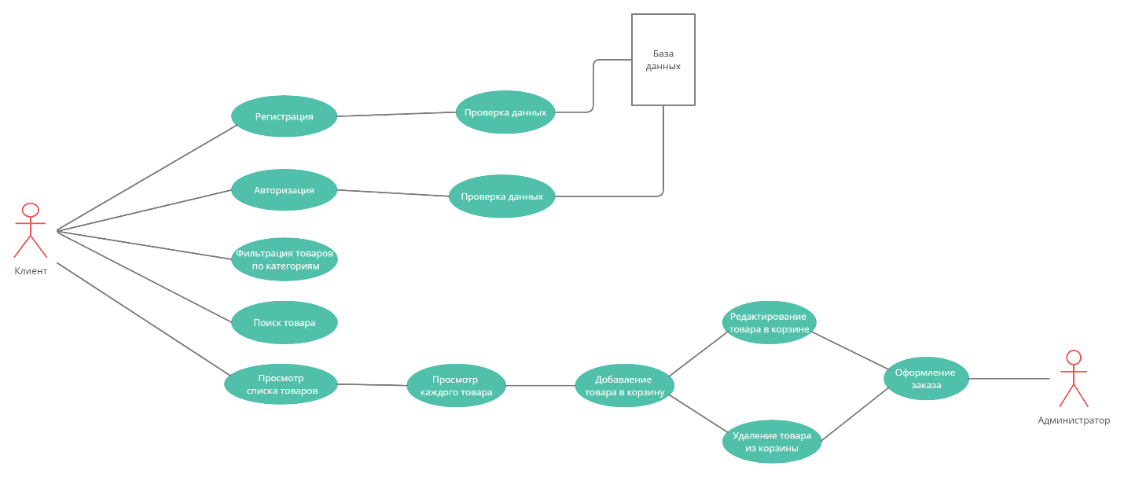 База
данных
Регистрация
Проверка данных
Авторизация
Проверка данных
Фильтрация товаров
по категориям
Клиент
Поиск товара
Редактирование
товара в корзине
Просмотр
списка товаров
Просмотр
каждого товара
Добавление
товара в корзину
Оформление
заказа
Администратор
Удаление товара
из корзины